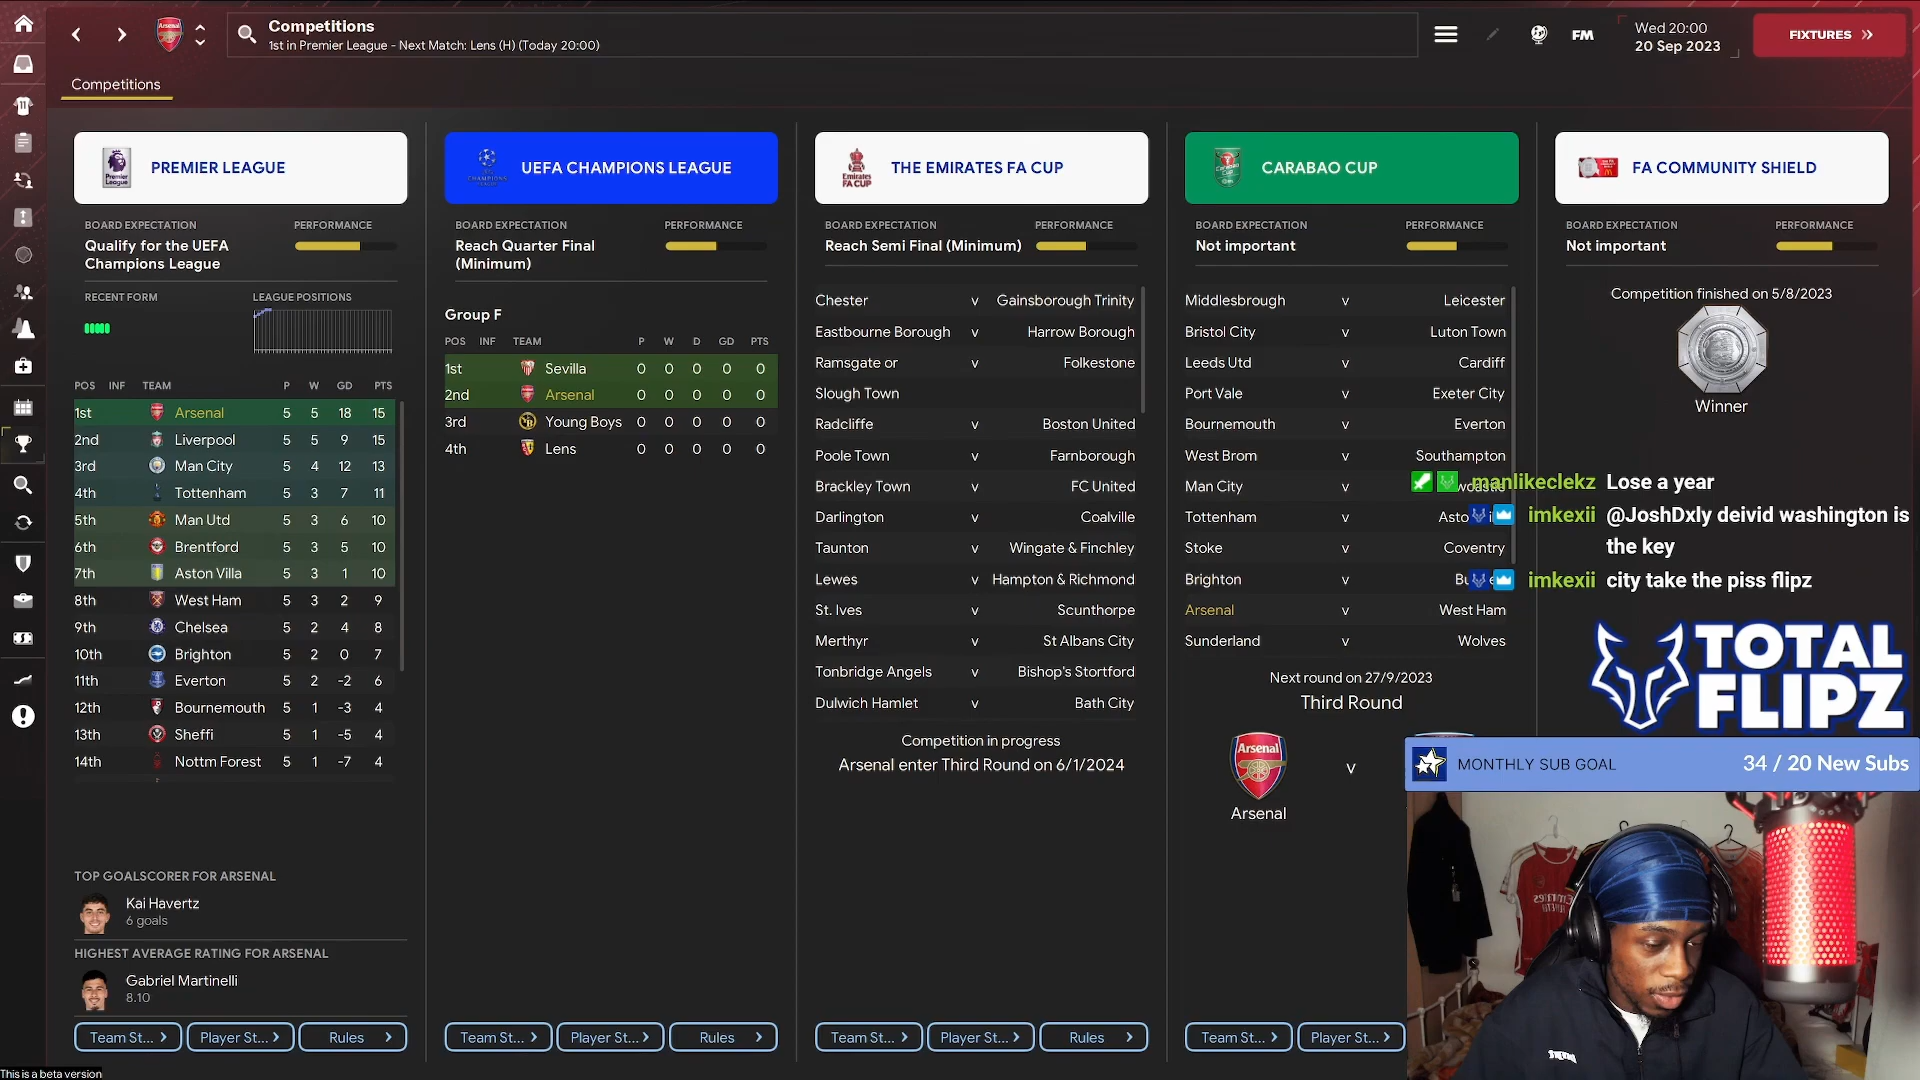 Competitions
1st in Premier League - Next Match: Lens (H) (Today 20:00)
FM
Wed 20:00
20 Sep 2023
FIXTURES
Competitions
PREMIER LEAGUE
BOARD EXPECTATION PERFORMANCE
Qualify for the UEFA
Champions League
RECENT FORM LEAGUE POSITIONS
POS INF TEAM P W GD PTS
1st Arsenal 5 5 18 15
2nd Liverpool 5 5 9 15
3rd Man City 5 4 12 13
4th Tottenham 5 3 7 11
5th Man Utd 5 3 6 10
6th Brentford 5 3 5 10
7th Aston Villa 5 3 1 10
8th West Ham 5 3 2 9
9th Chelsea 5 2 4 8
10th Brighton 5 2 0 7
11th Everton 5 2 -2 6
12th Bournemouth 5 1 -3 4
13th Sheffi 5 1 -5 4
14th Nottm Forest 5 1 -7 4
TOP GOALSCORER FOR ARSENAL
Kai Havertz
6 goals
HIGHEST AVERAGE RATING FOR ARSENAL
Gabriel Martinelli
8.10
Team St... Player St... Rules
This is a beta version
UEFA CHAMPIONS LEAGUE
BOARD EXPECTATION PERFORMANCE
Reach Quarter Final
(Minimum)
Group F
POS INF TEAM P W D GD PTS
1st Sevilla 0 0 0 0 0
2nd Arsenal 0 0 0 0 0
3rd Young Boys 0 0 0 0 0
4th Lens 0 0 0 0 0
Team St... Player St... Rules
Emirates
FA CUP
THE EMIRATES FA CUP
BOARD EXPECTATION PERFORMANCE
Reach Semi Final (Minimum)
Chester v Gainsborough Trinity
Eastbourne Borough v Harrow Borough
Ramsgate or v Folkestone
Slough Town
Radcliffe v Boston United
Poole Town v Farnborough
Brackley Town v FC United
Darlington v Coalville
Taunton v Wingate & Finchley
Lewes v Hampton & Richmond
St. Ives v Scunthorpe
Merthyr v St Albans City
Tonbridge Angels v Bishop's Stortford
Dulwich Hamlet v Bath City
Competition in progress
Arsenal enter Third Round on 6/1/2024
Team St... Player St... Rules
CARABAO CUP
BOARD EXPECTATION PERFORMANCE
Not important
Middlesbrough v Leicester
Bristol City v Luton Town
Leeds Utd v Cardiff
Port Vale v Exeter City
Bournemouth v Everton
West Brom v Southampton
Man City v
Tottenham v Asto
Stoke v Coventry
Brighton v
Arsenal v West Ham
Sunderland v Wolves
Next round on 27/9/2023
Third Round
Arsenal
v
Arsenal
Team St... Player St...
FA COMMUNITY SHIELD
BOARD EXPECTATION PERFORMANCE
Not important
Competition finished on 5/8/2023
Winner
manlikeclekz Lose a year
imkexii @JoshDxly deivid washington is
the key
imkexii city take the piss flipz
TOTAL
FLIPZ
MONTHLY SUB GOAL 34 / 20 New Subs